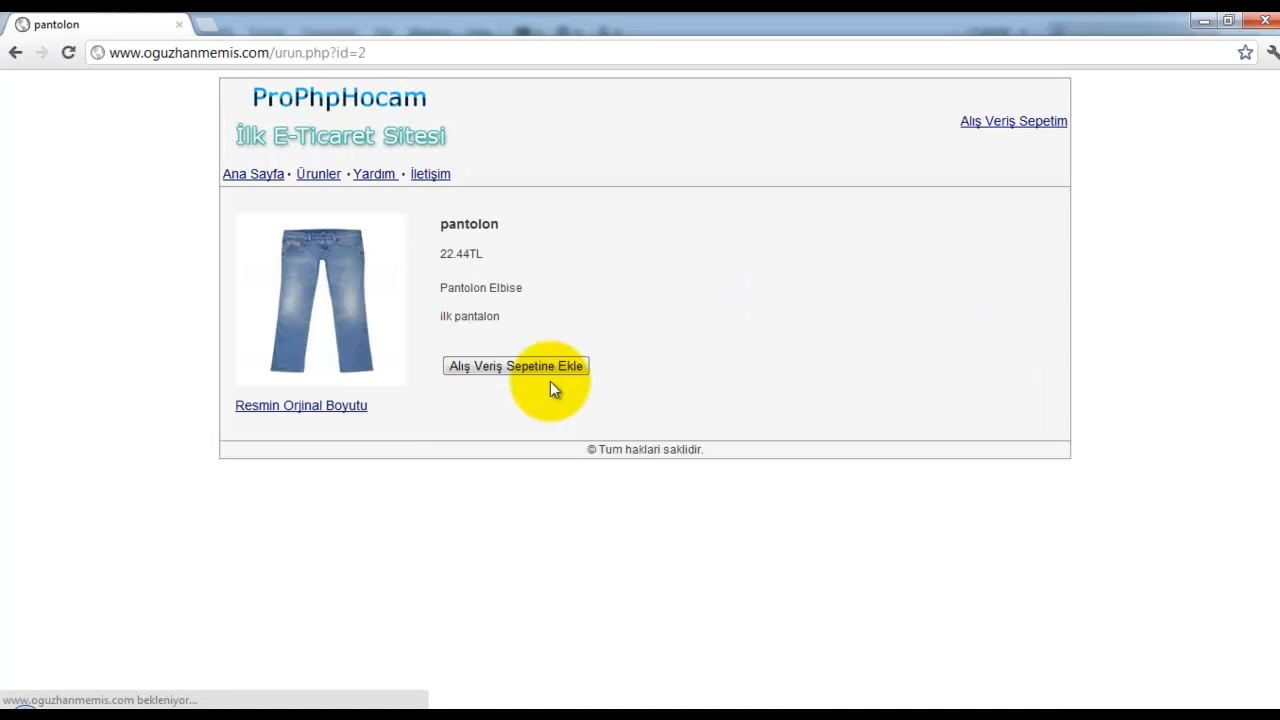 pantolon
www.oguzhanmemis.com/urun.php?id=2
ProPhpHocam
İlk E-Ticaret Sitesi
Alış Veriş Sepetim
Ana Sayfa • Ürunler • Yardım • İletişim
pantolon
22.44TL
Pantolon Elbise
ilk pantalon
Alış Veriş Sepetine Ekle
Resmin Orjinal Boyutu
© Tum haklari saklidir.
www.oguzhanmemis.com bekleniyor...